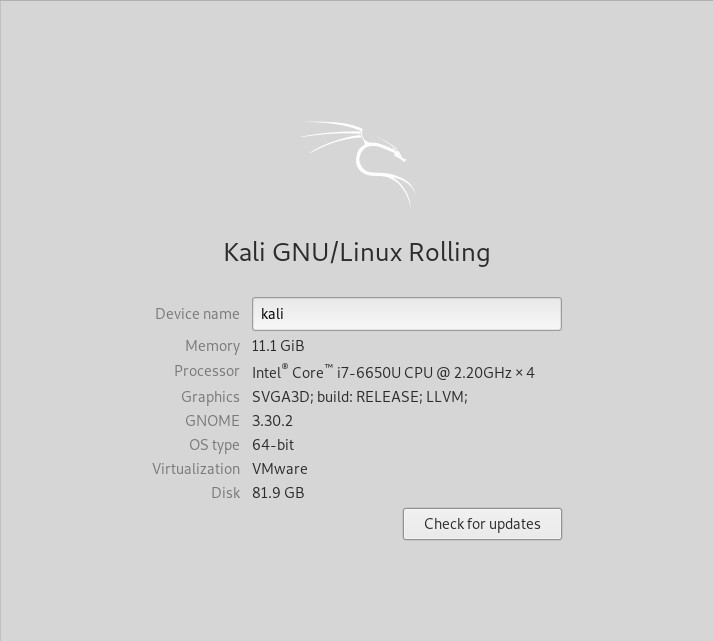 Kali GNU/Linux Rolling
Device name kali
Memory 11.1 GiB
Processor Intel® Core™ i7-6650U CPU @ 2.20GHz × 4
Graphics SVGA3D; build: RELEASE; LLVM;
GNOME 3.30.2
OS type 64-bit
Virtualization VMware
Disk 81.9 GB
Check for updates